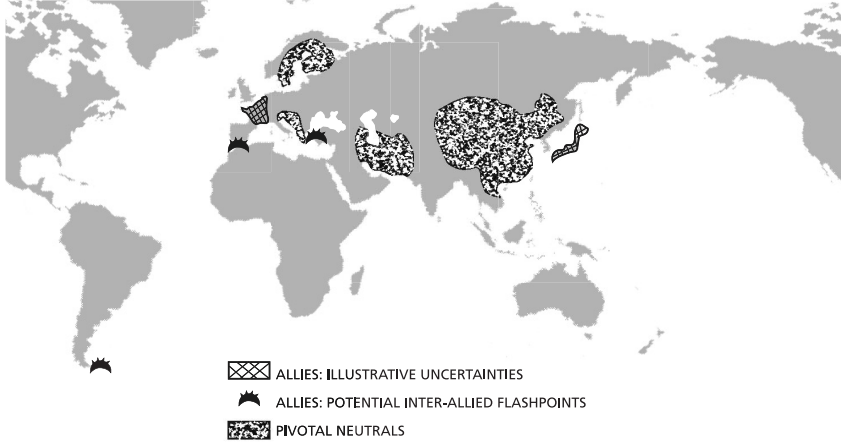 ALLIES: ILLUSTRATIVE UNCERTAINTIES
ALLIES: POTENTIAL INTER-ALLIED FLASHPOINTS
PIVOTAL NEUTRALS